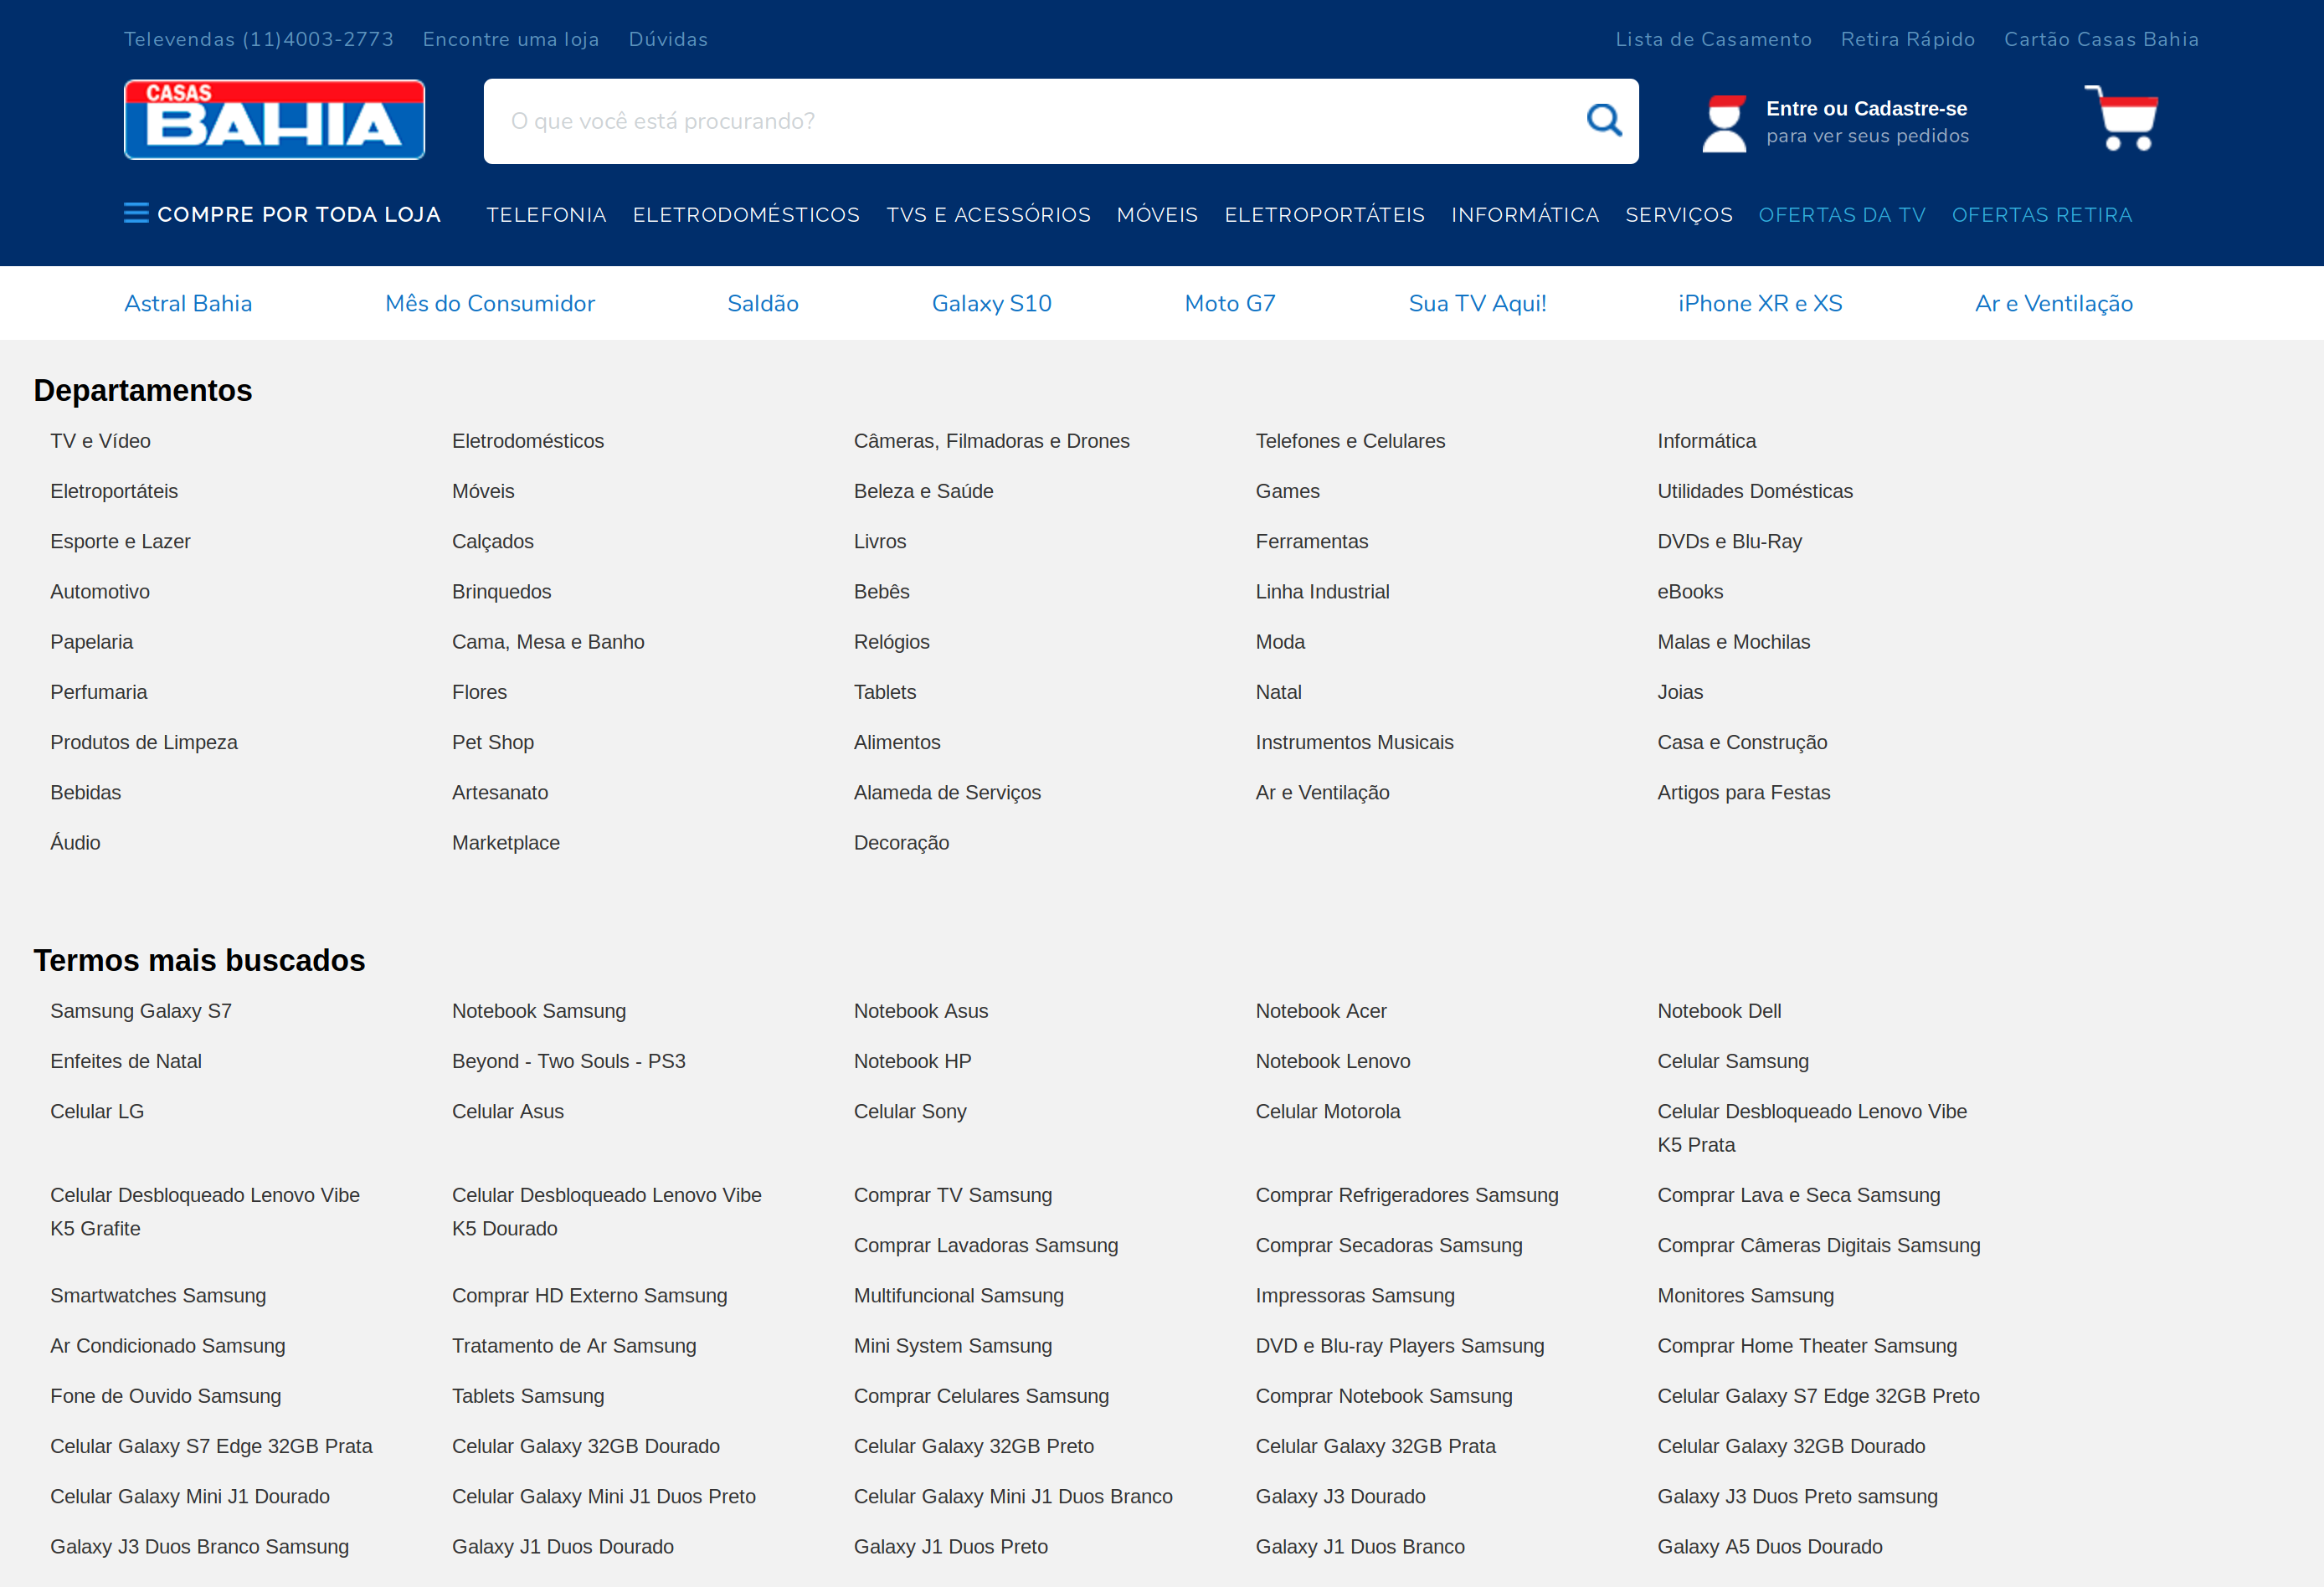 Televendas (11)4003-2773 Encontre uma loja Dúvidas Lista de Casamento Retira Rápido Cartão Casas Bahia
CASAS
BAHIA
O que você está procurando?
Entre ou Cadastre-se
para ver seus pedidos
COMPRE POR TODA LOJA TELEFONIA ELETRODOMÉSTICOS TVS E ACESSÓRIOS MÓVEIS ELETROPORTÁTEIS INFORMÁTICA SERVIÇOS OFERTAS DA TV OFERTAS RETIRA
Astral Bahia Mês do Consumidor Saldão Galaxy S10 Moto G7 Sua TV Aqui! iPhone XR e XS Ar e Ventilação
Departamentos
TV e Vídeo Eletrodomésticos Câmeras, Filmadoras e Drones Telefones e Celulares Informática
Eletroportáteis Móveis Beleza e Saúde Games Utilidades Domésticas
Esporte e Lazer Calçados Livros Ferramentas DVDs e Blu-Ray
Automotivo Brinquedos Bebês Linha Industrial eBooks
Papelaria Cama, Mesa e Banho Relógios Moda Malas e Mochilas
Perfumaria Flores Tablets Natal Joias
Produtos de Limpeza Pet Shop Alimentos Instrumentos Musicais Casa e Construção
Bebidas Artesanato Alameda de Serviços Ar e Ventilação Artigos para Festas
Áudio Marketplace Decoração
Termos mais buscados
Samsung Galaxy S7 Notebook Samsung Notebook Asus Notebook Acer Notebook Dell
Enfeites de Natal Beyond - Two Souls - PS3 Notebook HP Notebook Lenovo Celular Samsung
Celular LG Celular Asus Celular Sony Celular Motorola Celular Desbloqueado Lenovo Vibe
K5 Prata
Celular Desbloqueado Lenovo Vibe Celular Desbloqueado Lenovo Vibe Comprar TV Samsung Comprar Refrigeradores Samsung Comprar Lava e Seca Samsung
K5 Grafite K5 Dourado
Comprar Lavadoras Samsung Comprar Secadoras Samsung Comprar Câmeras Digitais Samsung
Smartwatches Samsung Comprar HD Externo Samsung Multifuncional Samsung Impressoras Samsung Monitores Samsung
Ar Condicionado Samsung Tratamento de Ar Samsung Mini System Samsung DVD e Blu-ray Players Samsung Comprar Home Theater Samsung
Fone de Ouvido Samsung Tablets Samsung Comprar Celulares Samsung Comprar Notebook Samsung Celular Galaxy S7 Edge 32GB Preto
Celular Galaxy S7 Edge 32GB Prata Celular Galaxy 32GB Dourado Celular Galaxy 32GB Preto Celular Galaxy 32GB Prata Celular Galaxy 32GB Dourado
Celular Galaxy Mini J1 Dourado Celular Galaxy Mini J1 Duos Preto Celular Galaxy Mini J1 Duos Branco Galaxy J3 Dourado Galaxy J3 Duos Preto samsung
Galaxy J3 Duos Branco Samsung Galaxy J1 Duos Dourado Galaxy J1 Duos Preto Galaxy J1 Duos Branco Galaxy A5 Duos Dourado